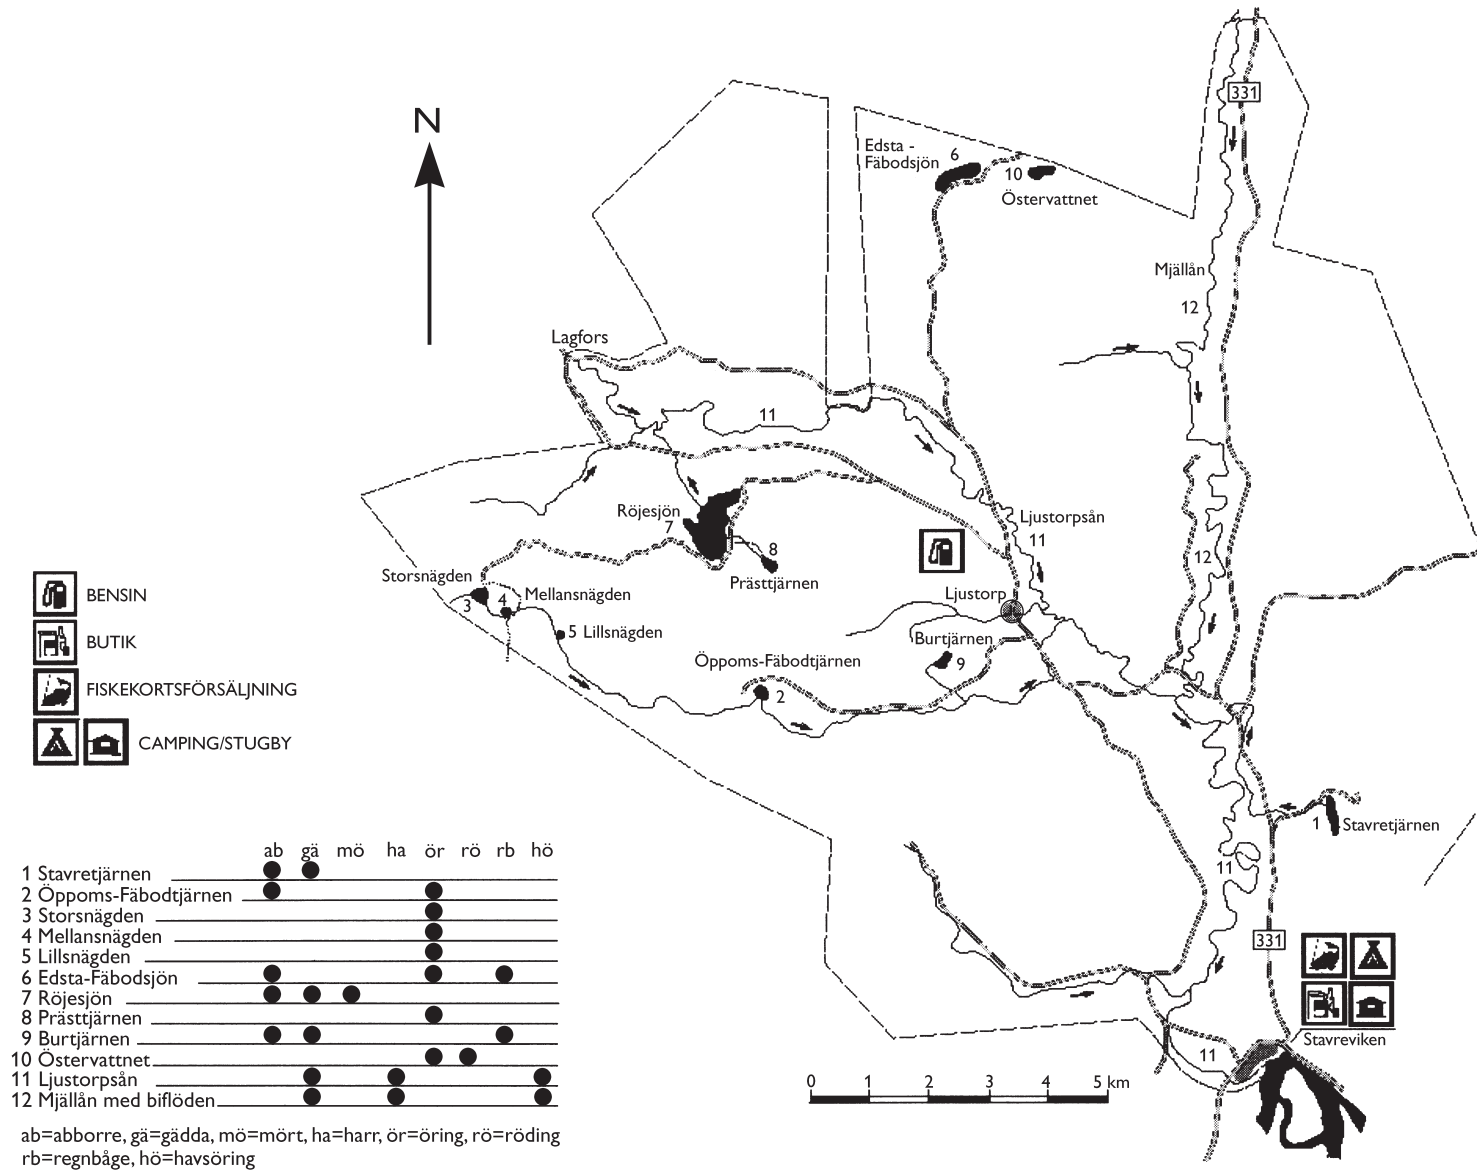 N
331
Edsta - 6
Fäbodsjön
10
Östervattnet
Mjällån
12
Lagfors
11
Röjesjön
7
8
Prästtjärnen
Ljustorpsån
11
12
Storsnägden
3
4 Mellansnägden
5 Lillsnägden
Ljustorp
Burtjärnen
9
Öppoms-Fäbodtjärnen
2
1 Stavretjärnen
11
331
Stavreviken
11
0 1 2 3 4 5 km
BENSIN
BUTIK
FISKEKORTSFÖRSÄLJNING
CAMPING/STUGBY
ab gä mö ha ör rö rb hö
1 Stavretjärnen
2 Öppoms-Fäbodtjärnen
3 Storsnägden
4 Mellansnägden
5 Lillsnägden
6 Edsta-Fäbodsjön
7 Röjesjön
8 Prästtjärnen
9 Burtjärnen
10 Östervattnet
11 Ljustorpsån
12 Mjällån med biflöden
ab=abborre, gä=gädda, mö=mört, ha=harr, ör=öring, rö=röding
rb=regnbåge, hö=havsöring